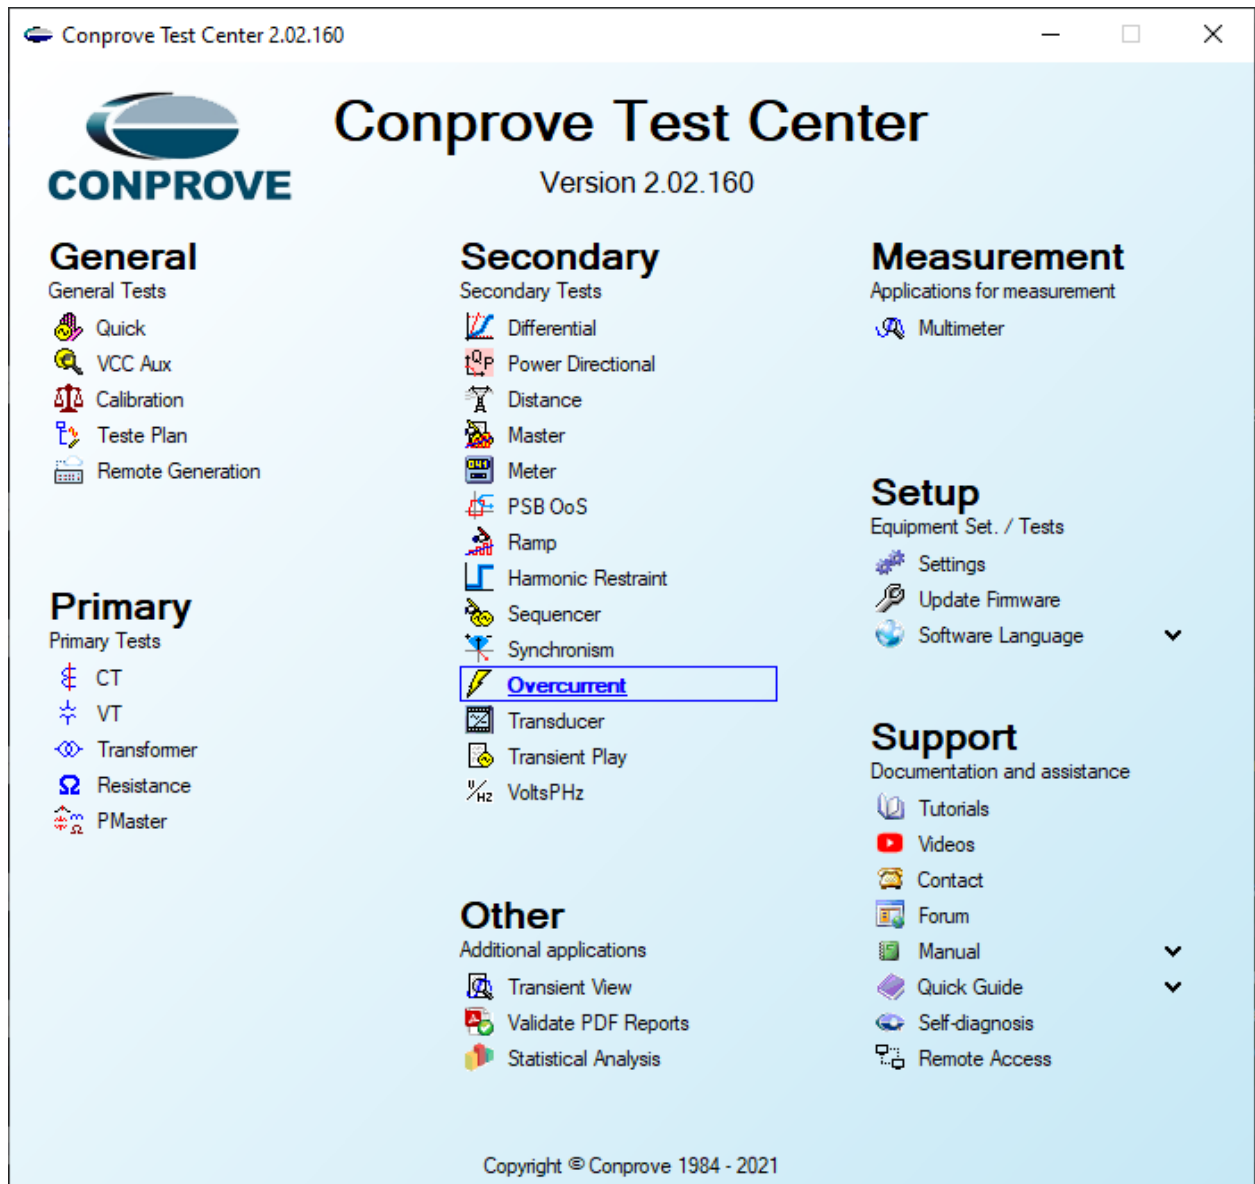 Conprove Test Center 2.02.160
CONPROVE
Conprove Test Center
Version 2.02.160
General
General Tests
Quick
VCC Aux
Calibration
Teste Plan
Remote Generation
Primary
Primary Tests
CT
VT
Transformer
Resistance
PMaster
Secondary
Secondary Tests
Differential
Power Directional
Distance
Master
Meter
PSB OoS
Ramp
Harmonic Restraint
Sequencer
Synchronism
Overcurrent
Transducer
Transient Play
VoltsPHz
Other
Additional applications
Transient View
Validate PDF Reports
Statistical Analysis
Measurement
Applications for measurement
Multimeter
Setup
Equipment Set. / Tests
Settings
Update Firmware
Software Language
Support
Documentation and assistance
Tutorials
Videos
Contact
Forum
Manual
Quick Guide
Self-diagnosis
Remote Access
Copyright © Conprove 1984 - 2021